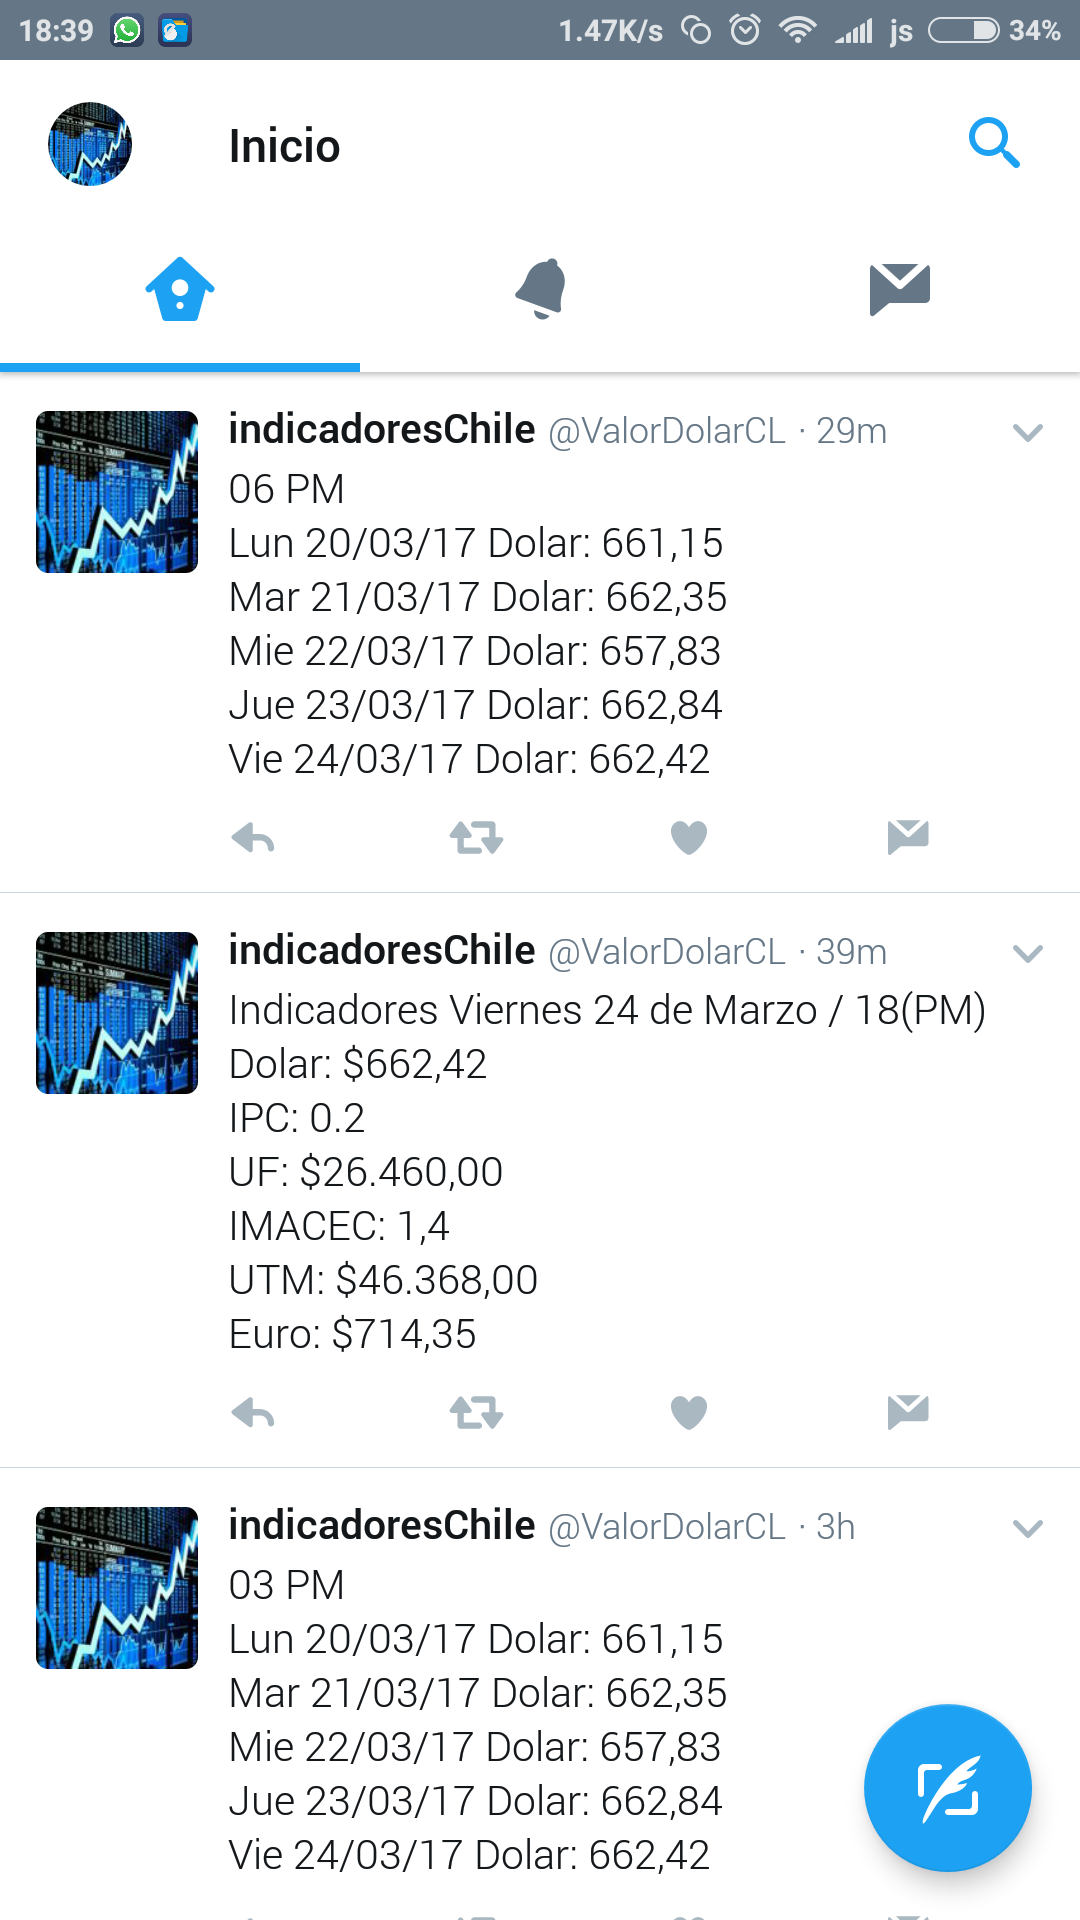 18:39 1.47K/s js 34%
Inicio
indicadoresChile @ValorDolarCL · 29m
06 PM
Lun 20/03/17 Dolar: 661,15
Mar 21/03/17 Dolar: 662,35
Mie 22/03/17 Dolar: 657,83
Jue 23/03/17 Dolar: 662,84
Vie 24/03/17 Dolar: 662,42
indicadoresChile @ValorDolarCL · 39m
Indicadores Viernes 24 de Marzo / 18(PM)
Dolar: $662,42
IPC: 0.2
UF: $26.460,00
IMACEC: 1,4
UTM: $46.368,00
Euro: $714,35
indicadoresChile @ValorDolarCL · 3h
03 PM
Lun 20/03/17 Dolar: 661,15
Mar 21/03/17 Dolar: 662,35
Mie 22/03/17 Dolar: 657,83
Jue 23/03/17 Dolar: 662,84
Vie 24/03/17 Dolar: 662,42